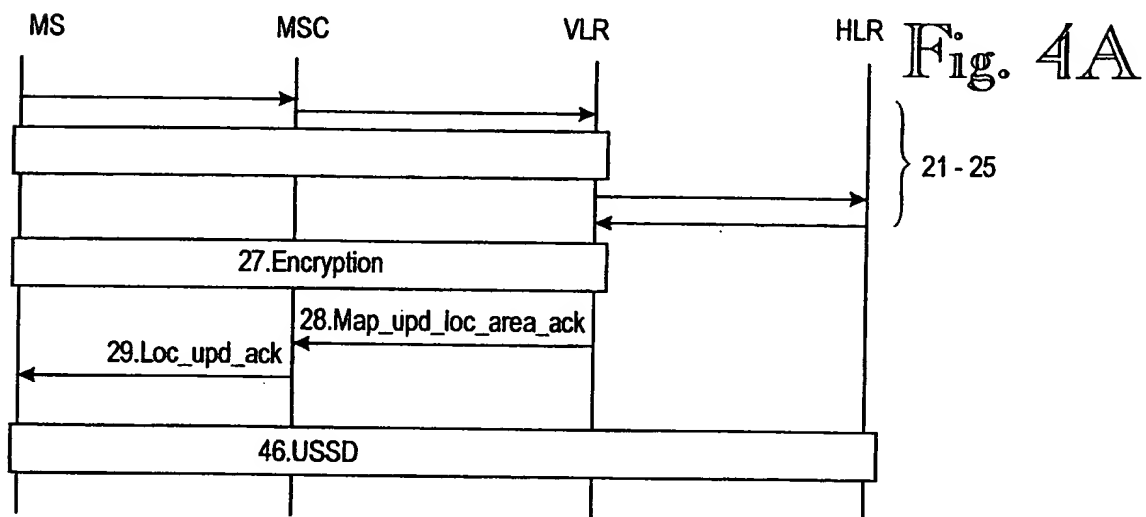 MS MSC VLR HLR Fig. 4A
21 - 25
27.Encryption
28.Map_upd_loc_area_ack
29.Loc_upd_ack
46.USSD